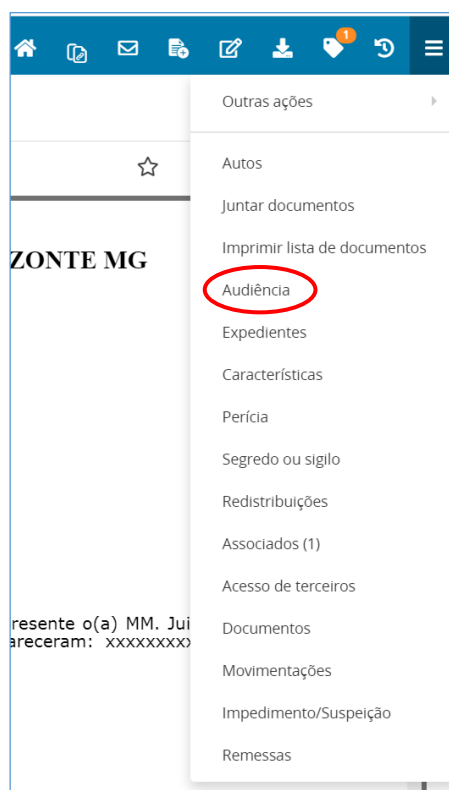 1
Outras ações
Autos
Juntar documentos
ZONTE MG
Imprimir lista de documentos
Audiência
Expedientes
Características
Perícia
Segredo ou sigilo
Redistribuições
Associados (1)
Acesso de terceiros
resente o(a) MM. Jui
areceram: xxxxxxxxx
Documentos
Movimentações
Impedimento/Suspeição
Remessas